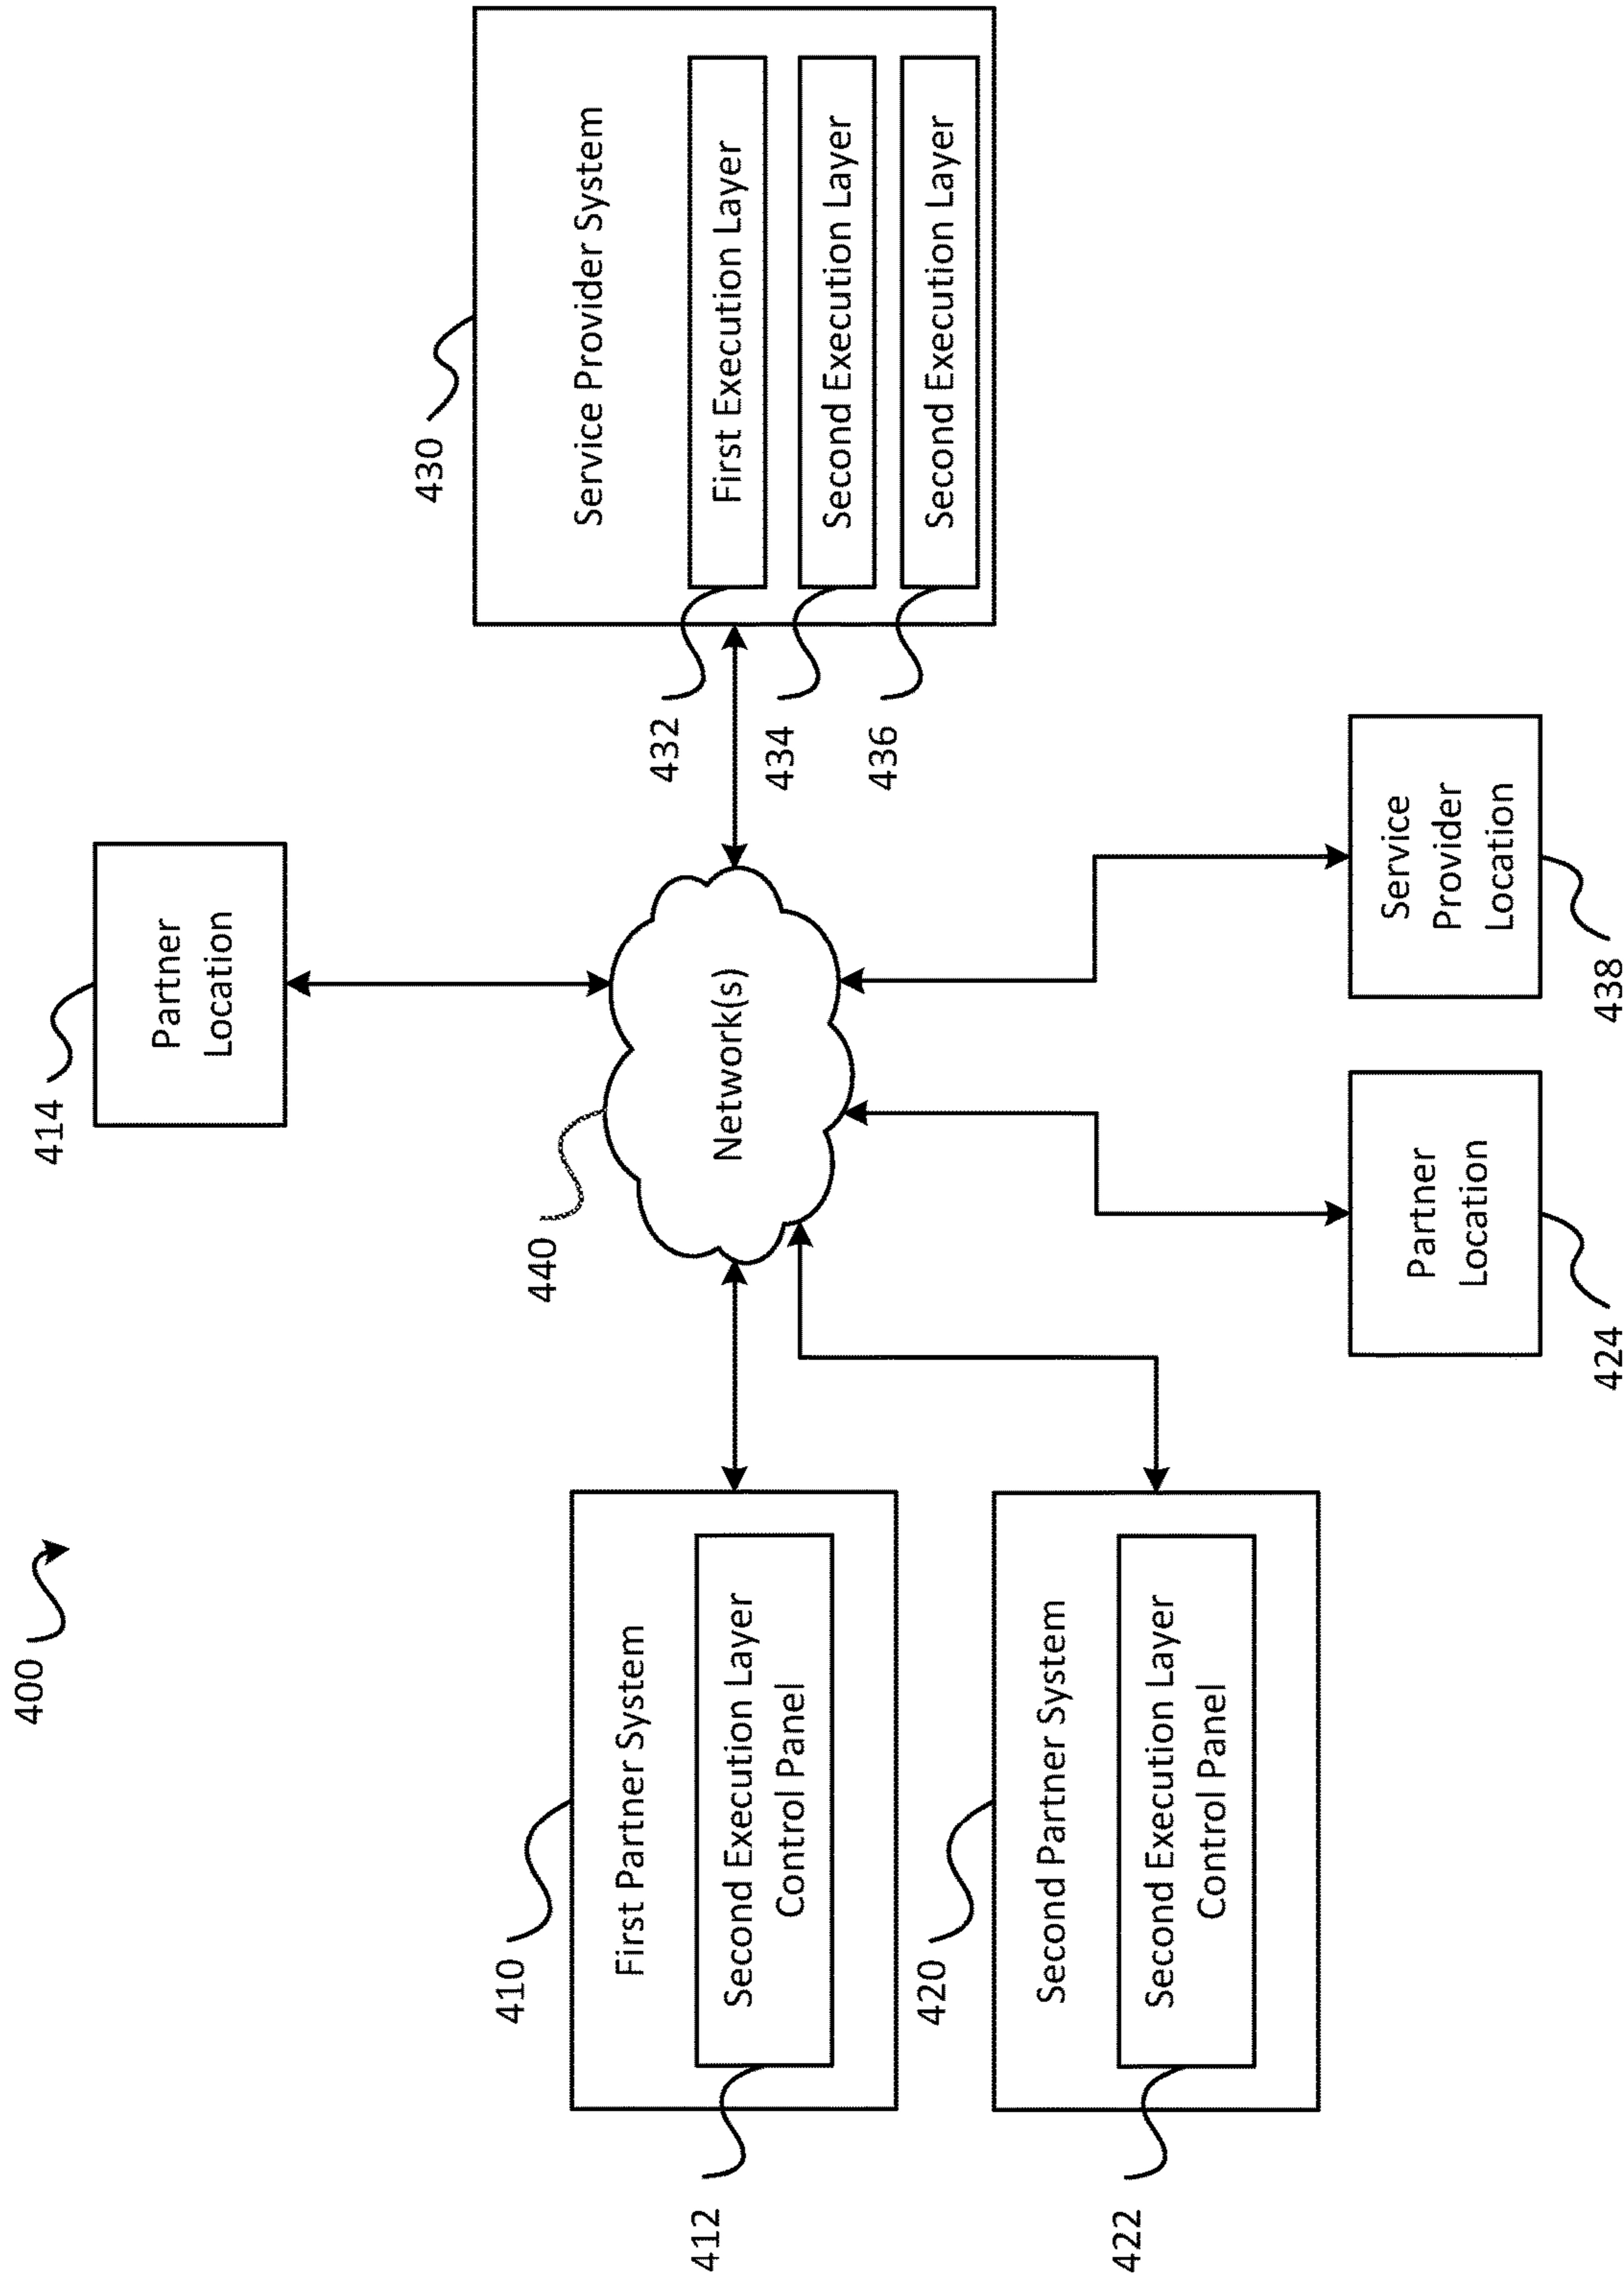 400
414
Partner
Location
430
Service Provider System
432
First Execution Layer
434
Second Execution Layer
436
Second Execution Layer
410
First Partner System
412
Second Execution Layer
Control Panel
440
Network(s)
420
Second Partner System
422
Second Execution Layer
Control Panel
Partner
Location
424
Service
Provider
Location
438